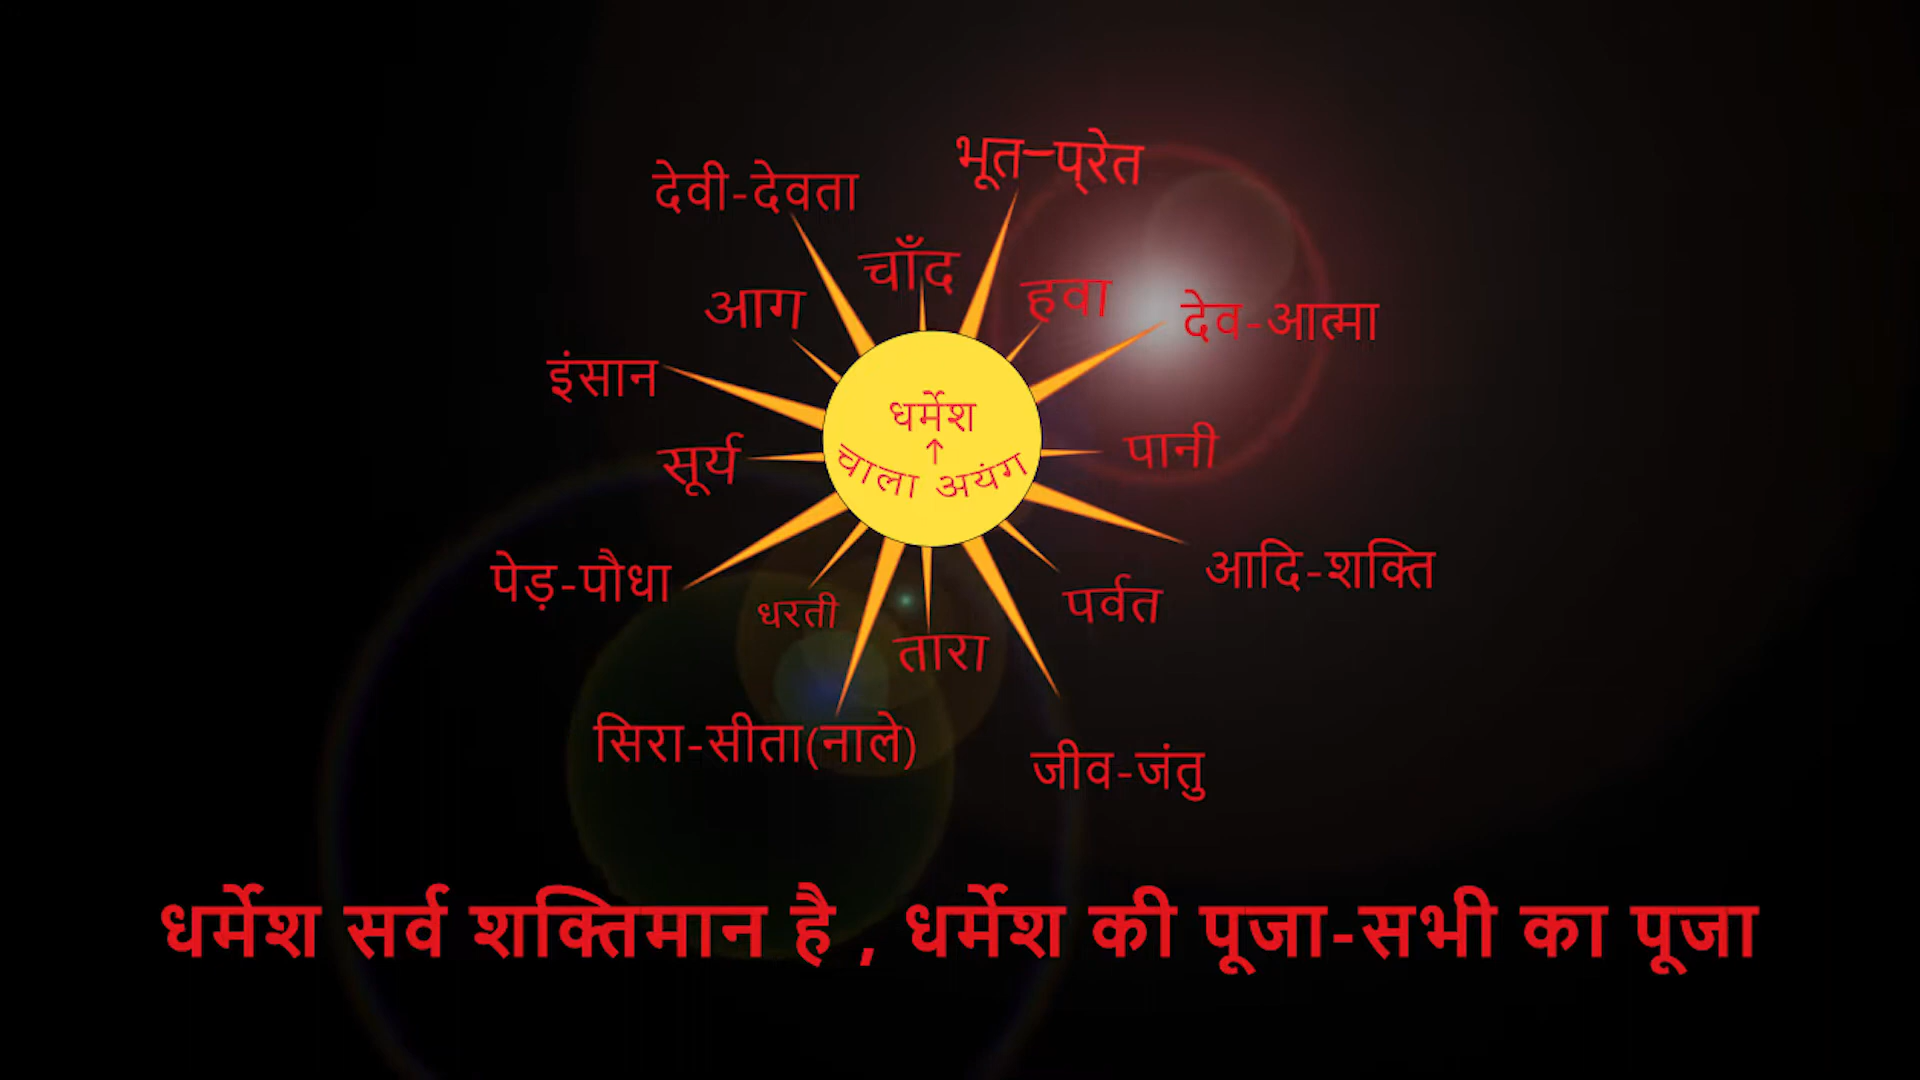 भूत-प्रेत
देवी-देवता
चाँद
हवा
आग
देव-आत्मा
इंसान
धर्मेश
↑
चाला अयंग
सूर्य
पानी
पेड़-पौधा
आदि-शक्ति
धरती
पर्वत
तारा
सिरा-सीता(नाले)
जीव-जंतु
धर्मेश सर्व शक्तिमान है , धर्मेश की पूजा-सभी का पूजा